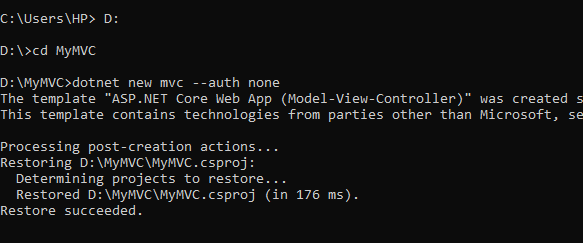 C:\Users\HP> D:
D:\>cd MyMVC
D:\MyMVC>dotnet new mvc --auth none
The template "ASP.NET Core Web App (Model-View-Controller)" was created s
This template contains technologies from parties other than Microsoft, se
Processing post-creation actions...
Restoring D:\MyMVC\MyMVC.csproj:
  Determining projects to restore...
  Restored D:\MyMVC\MyMVC.csproj (in 176 ms).
Restore succeeded.